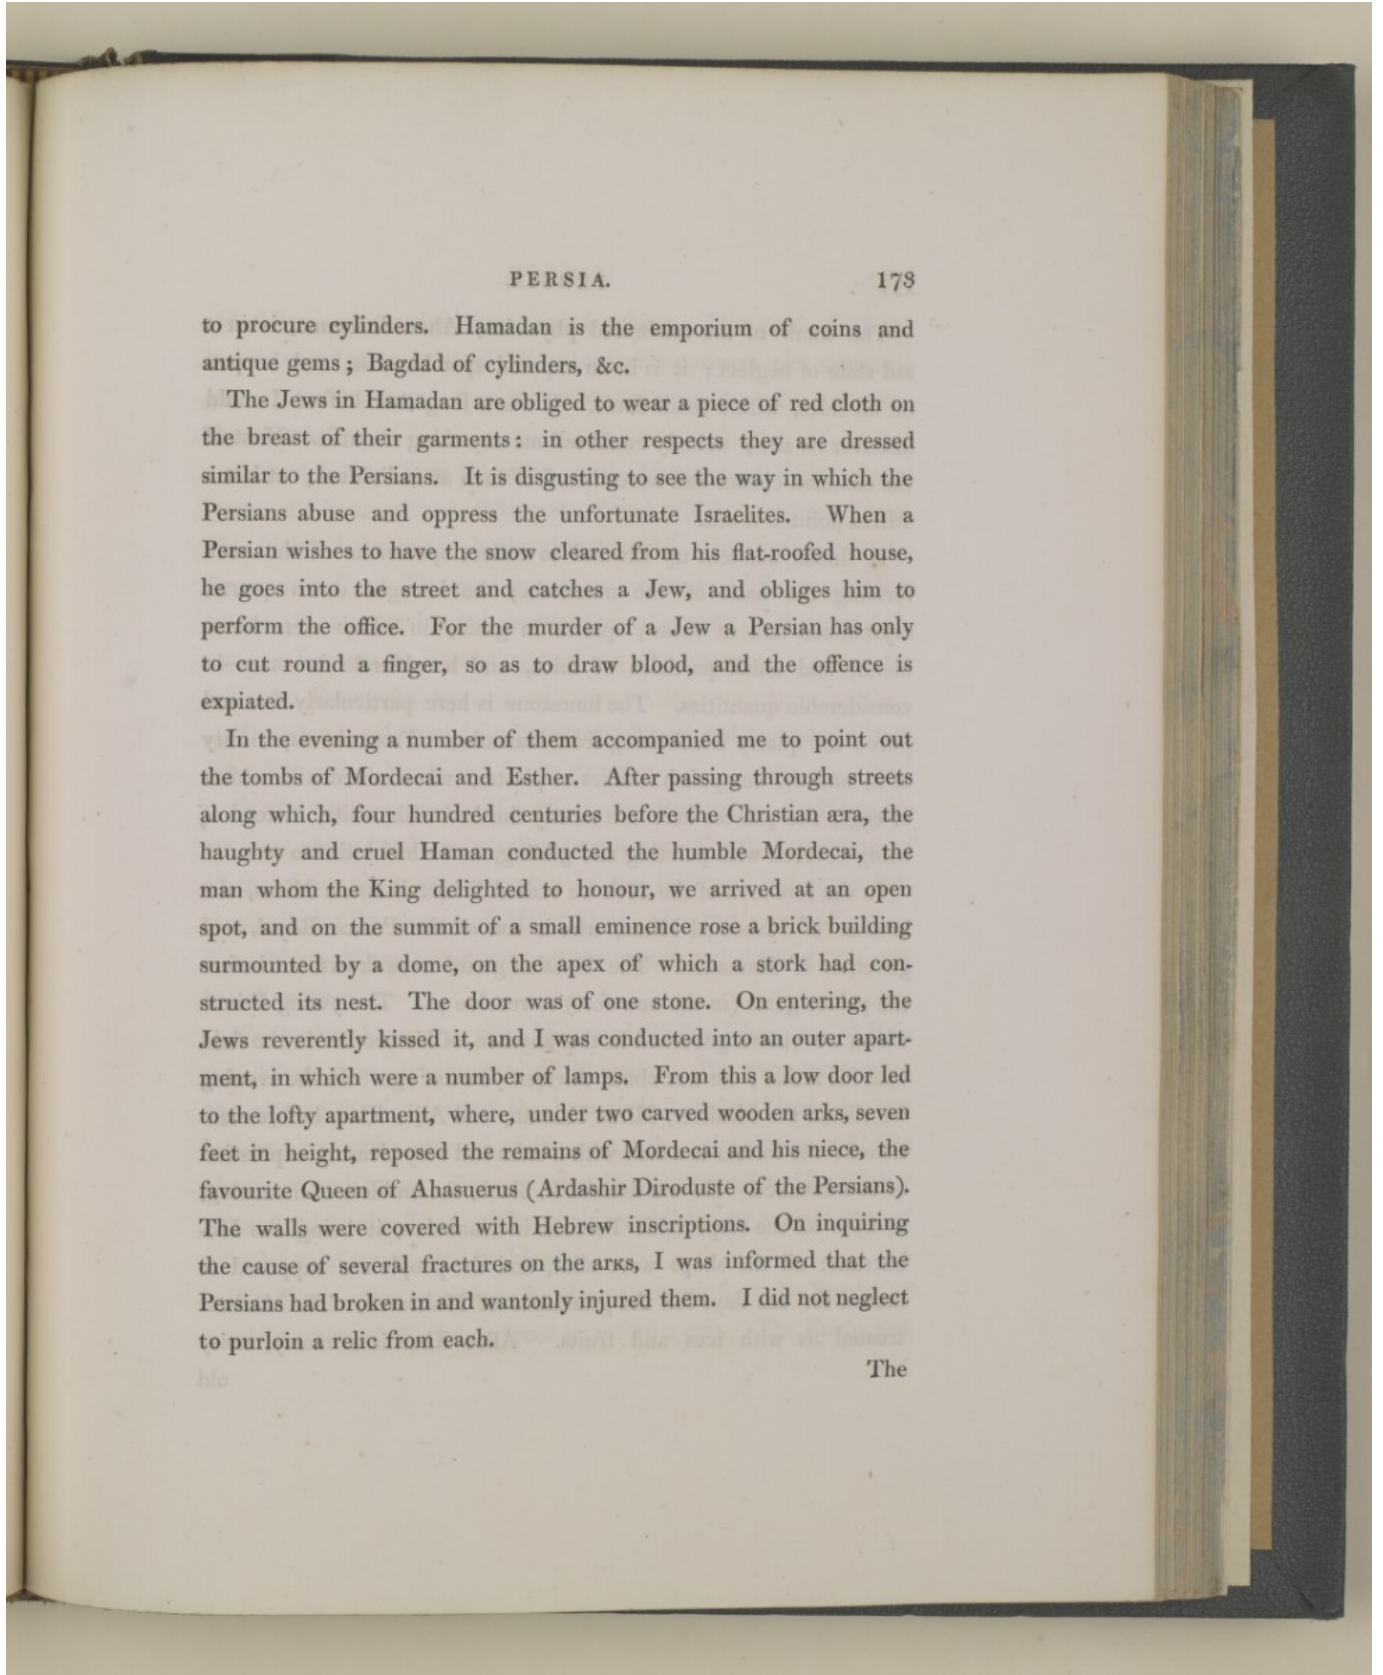 PERSIA. 173
to procure cylinders. Hamadan is the emporium of coins and
antique gems; Bagdad of cylinders, &c.
The Jews in Hamadan are obliged to wear a piece of red cloth on
the breast of their garments: in other respects they are dressed
similar to the Persians. It is disgusting to see the way in which the
Persians abuse and oppress the unfortunate Israelites. When a
Persian wishes to have the snow cleared from his flat-roofed house,
he goes into the street and catches a Jew, and obliges him to
perform the office. For the murder of a Jew a Persian has only
to cut round a finger, so as to draw blood, and the offence is
expiated.
In the evening a number of them accompanied me to point out
the tombs of Mordecai and Esther. After passing through streets
along which, four hundred centuries before the Christian æra, the
haughty and cruel Haman conducted the humble Mordecai, the
man whom the King delighted to honour, we arrived at an open
spot, and on the summit of a small eminence rose a brick building
surmounted by a dome, on the apex of which a stork had con-
structed its nest. The door was of one stone. On entering, the
Jews reverently kissed it, and I was conducted into an outer apart-
ment, in which were a number of lamps. From this a low door led
to the lofty apartment, where, under two carved wooden arks, seven
feet in height, reposed the remains of Mordecai and his niece, the
favourite Queen of Ahasuerus (Ardashir Diroduste of the Persians).
The walls were covered with Hebrew inscriptions. On inquiring
the cause of several fractures on the arks, I was informed that the
Persians had broken in and wantonly injured them. I did not neglect
to purloin a relic from each.
The